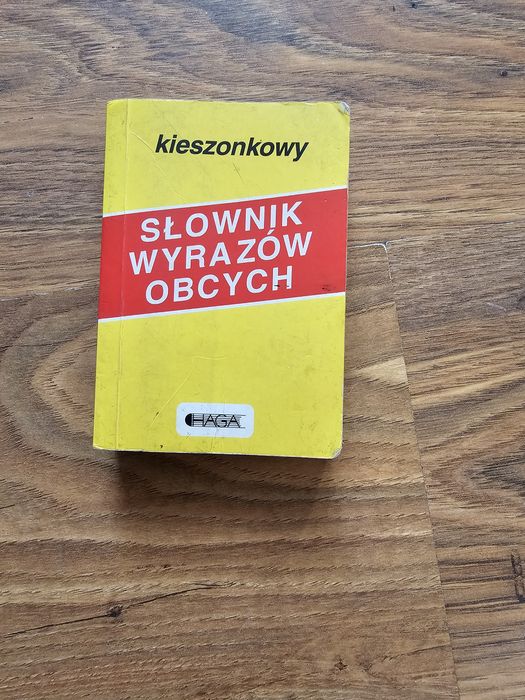 kieszonkowy
SŁOWNIK
WYRAZÓW
OBCYCH
HAGA